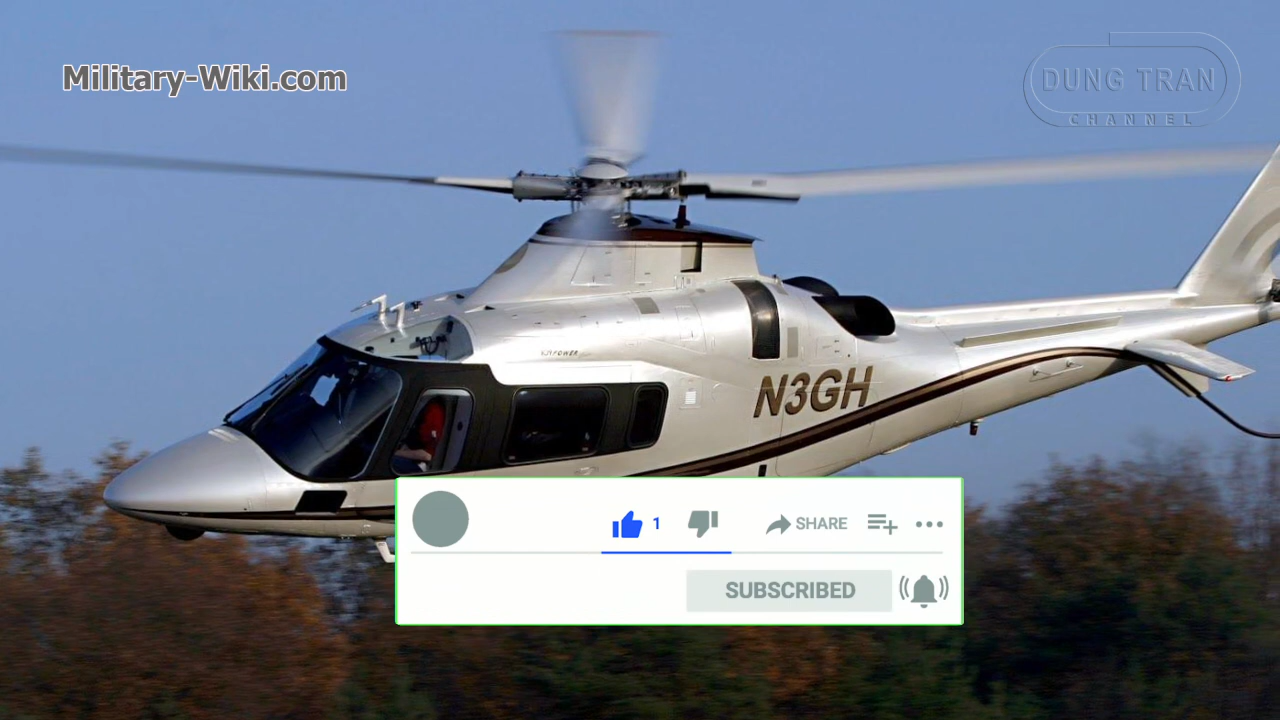 Military-Wiki.com
DUNG TRAN
CHANNEL
N3GH
1
SHARE
SUBSCRIBED